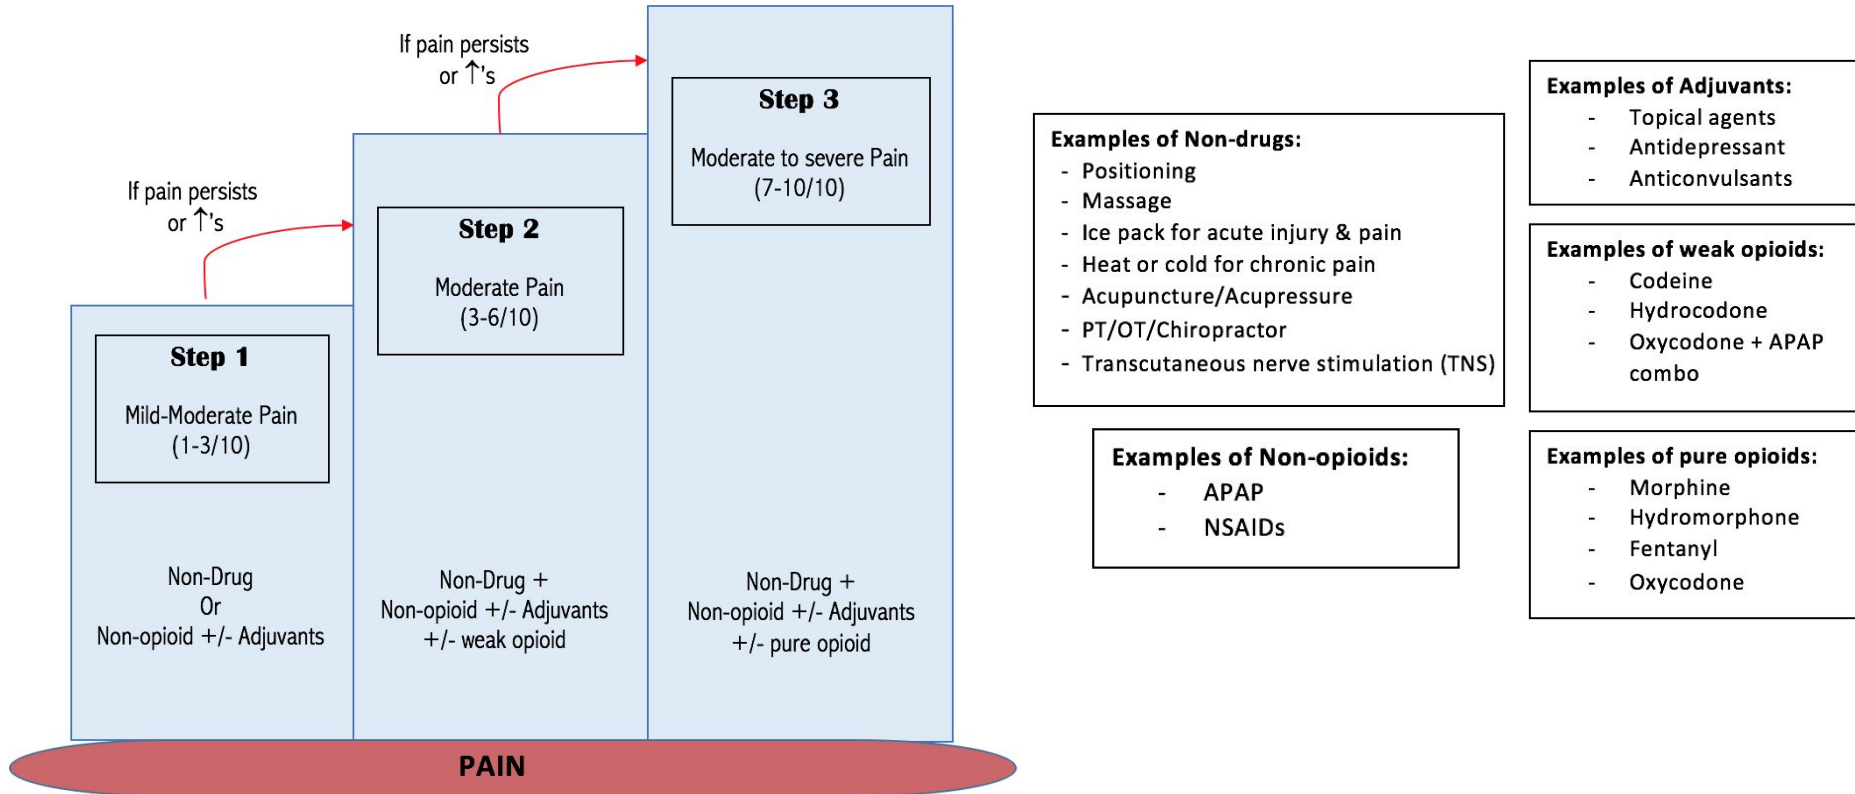 If pain persists
or ↑'s
Step 1
Mild-Moderate Pain
(1-3/10)
Non-Drug
Or
Non-opioid +/- Adjuvants
If pain persists
or ↑'s
Step 2
Moderate Pain
(3-6/10)
Non-Drug +
Non-opioid +/- Adjuvants
+/- weak opioid
Step 3
Moderate to severe Pain
(7-10/10)
Non-Drug +
Non-opioid +/- Adjuvants
+/- pure opioid
PAIN
Examples of Non-drugs:
- Positioning
- Massage
- Ice pack for acute injury & pain
- Heat or cold for chronic pain
- Acupuncture/Acupressure
- PT/OT/Chiropractor
- Transcutaneous nerve stimulation (TNS)
Examples of Non-opioids:
- APAP
- NSAIDs
Examples of Adjuvants:
- Topical agents
- Antidepressant
- Anticonvulsants
Examples of weak opioids:
- Codeine
- Hydrocodone
- Oxycodone + APAP
combo
Examples of pure opioids:
- Morphine
- Hydromorphone
- Fentanyl
- Oxycodone